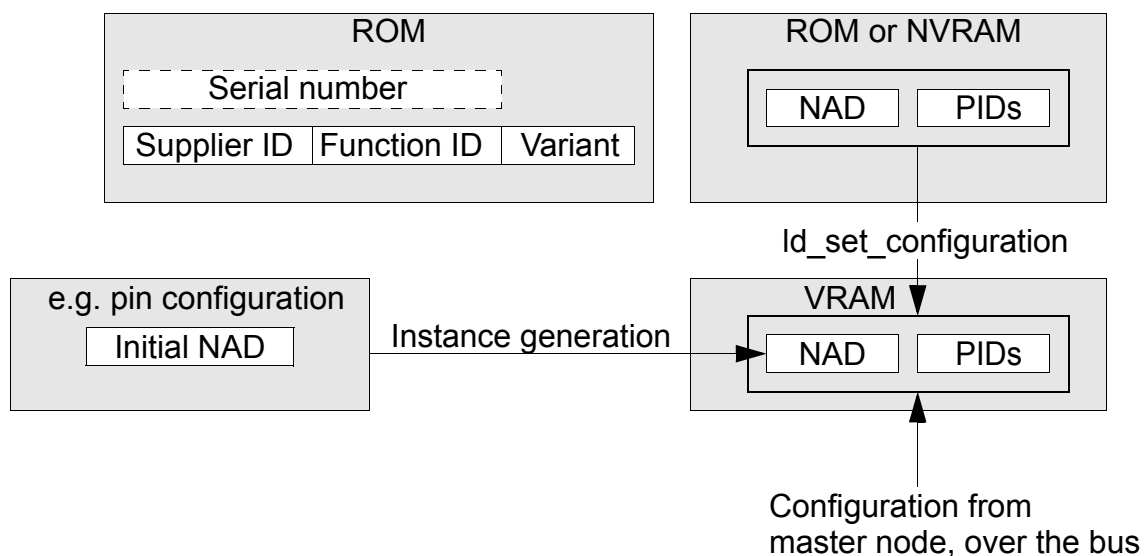 ROM
Serial number
Supplier ID
Function ID
Variant
ROM or NVRAM
NAD
PIDs
ld_set_configuration
e.g. pin configuration
Initial NAD
Instance generation
VRAM
NAD
PIDs
Configuration from
master node, over the bus